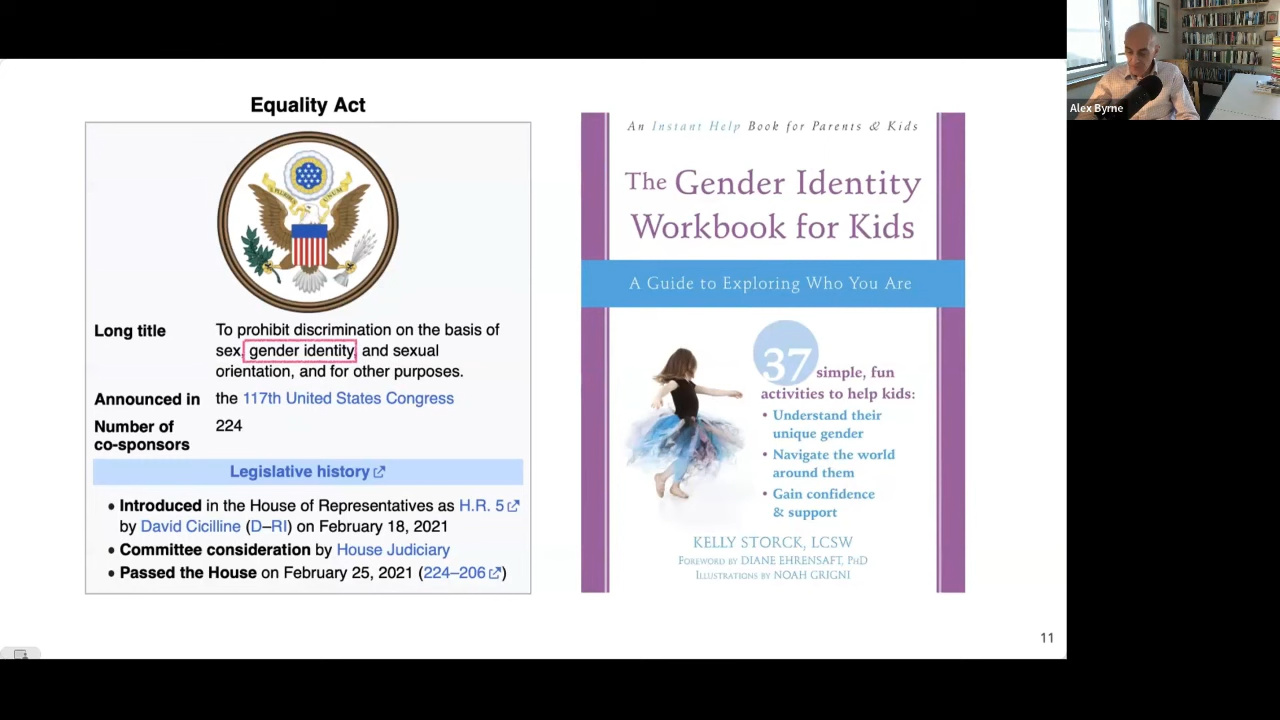 Equality Act
PLURIBUS UNUM
Long title
To prohibit discrimination on the basis of
sex, gender identity, and sexual
orientation, and for other purposes.
Announced in the 117th United States Congress
Number of
co-sponsors
224
Legislative history
• Introduced in the House of Representatives as H.R. 5
by David Cicilline (D–RI) on February 18, 2021
• Committee consideration by House Judiciary
• Passed the House on February 25, 2021 (224–206)
An Instant Help Book for Parents & Kids
The Gender Identity
Workbook for Kids
A Guide to Exploring Who You Are
37 simple, fun
activities to help kids:
• Understand their
unique gender
• Navigate the world
around them
• Gain confidence
& support
KELLY STORCK, LCSW
FOREWORD BY DIANE EHRENSAFT, PHD
ILLUSTRATIONS BY NOAH GRIGNI
11
Alex Byrne